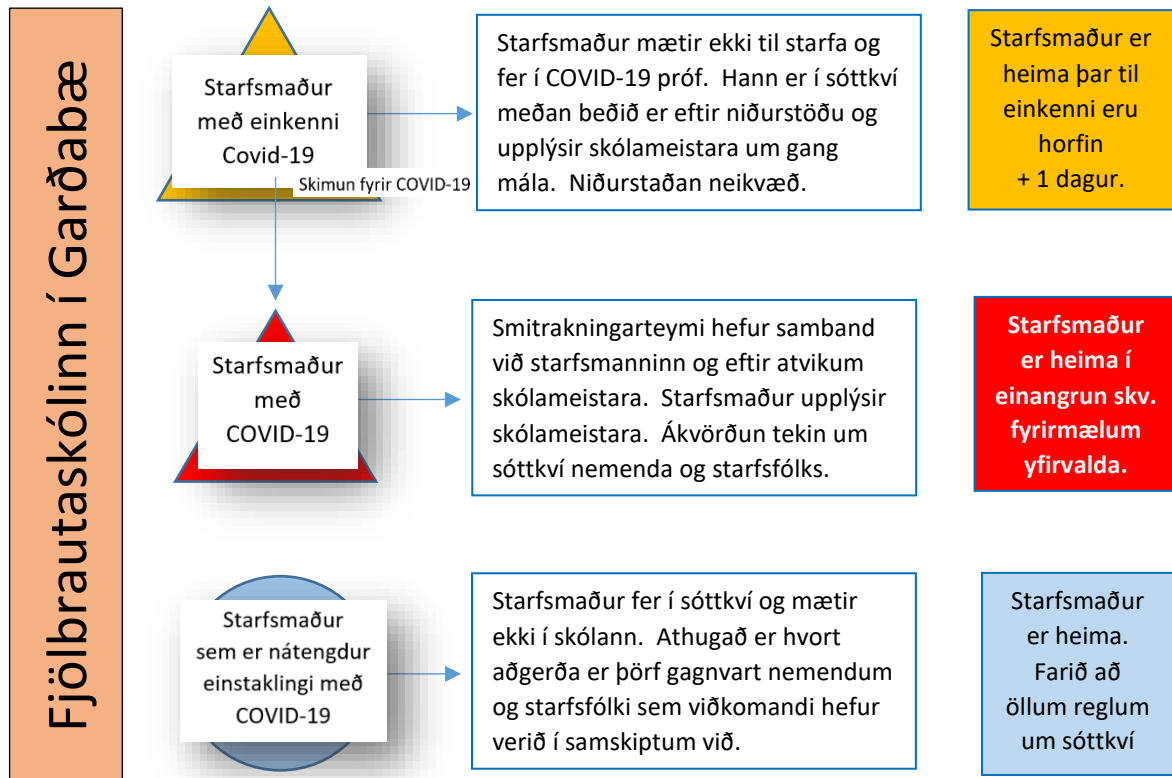 Fjölbrautaskólinn í Garðabæ
Starfsmaður
með einkenni
Covid-19
Skimun fyrir COVID-19
Starfsmaður mætir ekki til starfa og
fer í COVID-19 próf.  Hann er í sóttkví
meðan beðið er eftir niðurstöðu og
upplýsir skólameistara um gang
mála.  Niðurstaðan neikvæð.
Starfsmaður er
heima þar til
einkenni eru
horfin
+ 1 dagur.
Starfsmaður
með
COVID-19
Smitrakningarteymi hefur samband
við starfsmanninn og eftir atvikum
skólameistara.  Starfsmaður upplýsir
skólameistara.  Ákvörðun tekin um
sóttkví nemenda og starfsfólks.
Starfsmaður
er heima í
einangrun skv.
fyrirmælum
yfirvalda.
Starfsmaður
sem er nátengdur
einstaklingi með
COVID-19
Starfsmaður fer í sóttkví og mætir
ekki í skólann.  Athugað er hvort
aðgerða er þörf gagnvart nemendum
og starfsfólki sem viðkomandi hefur
verið í samskiptum við.
Starfsmaður
er heima.
Farið að
öllum reglum
um sóttkví